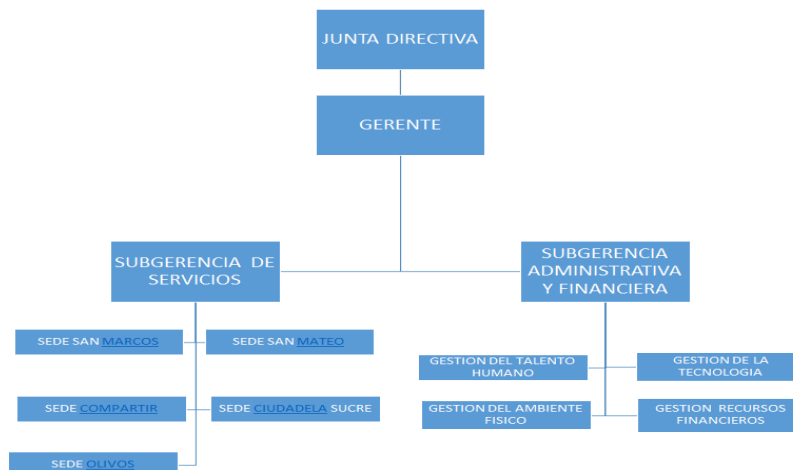 JUNTA DIRECTIVA
GERENTE
SUBGERENCIA DE
SERVICIOS
SUBGERENCIA
ADMINISTRATIVA
Y FINANCIERA
SEDE SAN MARCOS
SEDE SAN MATEO
SEDE COMPARTIR
SEDE CIUDADELA SUCRE
SEDE OLIVOS
GESTION DEL TALENTO
HUMANO
GESTION DE LA
TECNOLOGIA
GESTION DEL AMBIENTE
FISICO
GESTION RECURSOS
FINANCIEROS